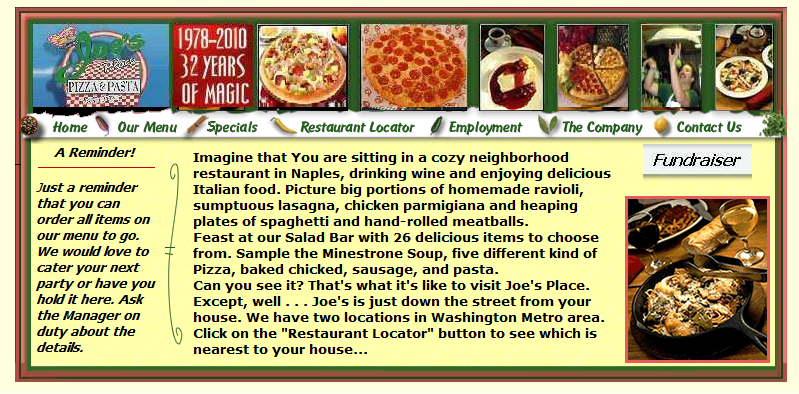 Joe's
Place
PIZZA & PASTA
1978-2010
32 YEARS
OF MAGIC
Home Our Menu Specials Restaurant Locator Employment The Company Contact Us
A Reminder!
Just a reminder
that you can
order all items on
our menu to go.
We would love to
cater your next
party or have you
hold it here. Ask
the Manager on
duty about the
details.
Imagine that You are sitting in a cozy neighborhood
restaurant in Naples, drinking wine and enjoying delicious
Italian food. Picture big portions of homemade ravioli,
sumptuous lasagna, chicken parmigiana and heaping
plates of spaghetti and hand-rolled meatballs.
Feast at our Salad Bar with 26 delicious items to choose
from. Sample the Minestrone Soup, five different kind of
Pizza, baked chicked, sausage, and pasta.
Can you see it? That's what it's like to visit Joe's Place.
Except, well . . . Joe's is just down the street from your
house. We have two locations in Washington Metro area.
Click on the "Restaurant Locator" button to see which is
nearest to your house...
Fundraiser